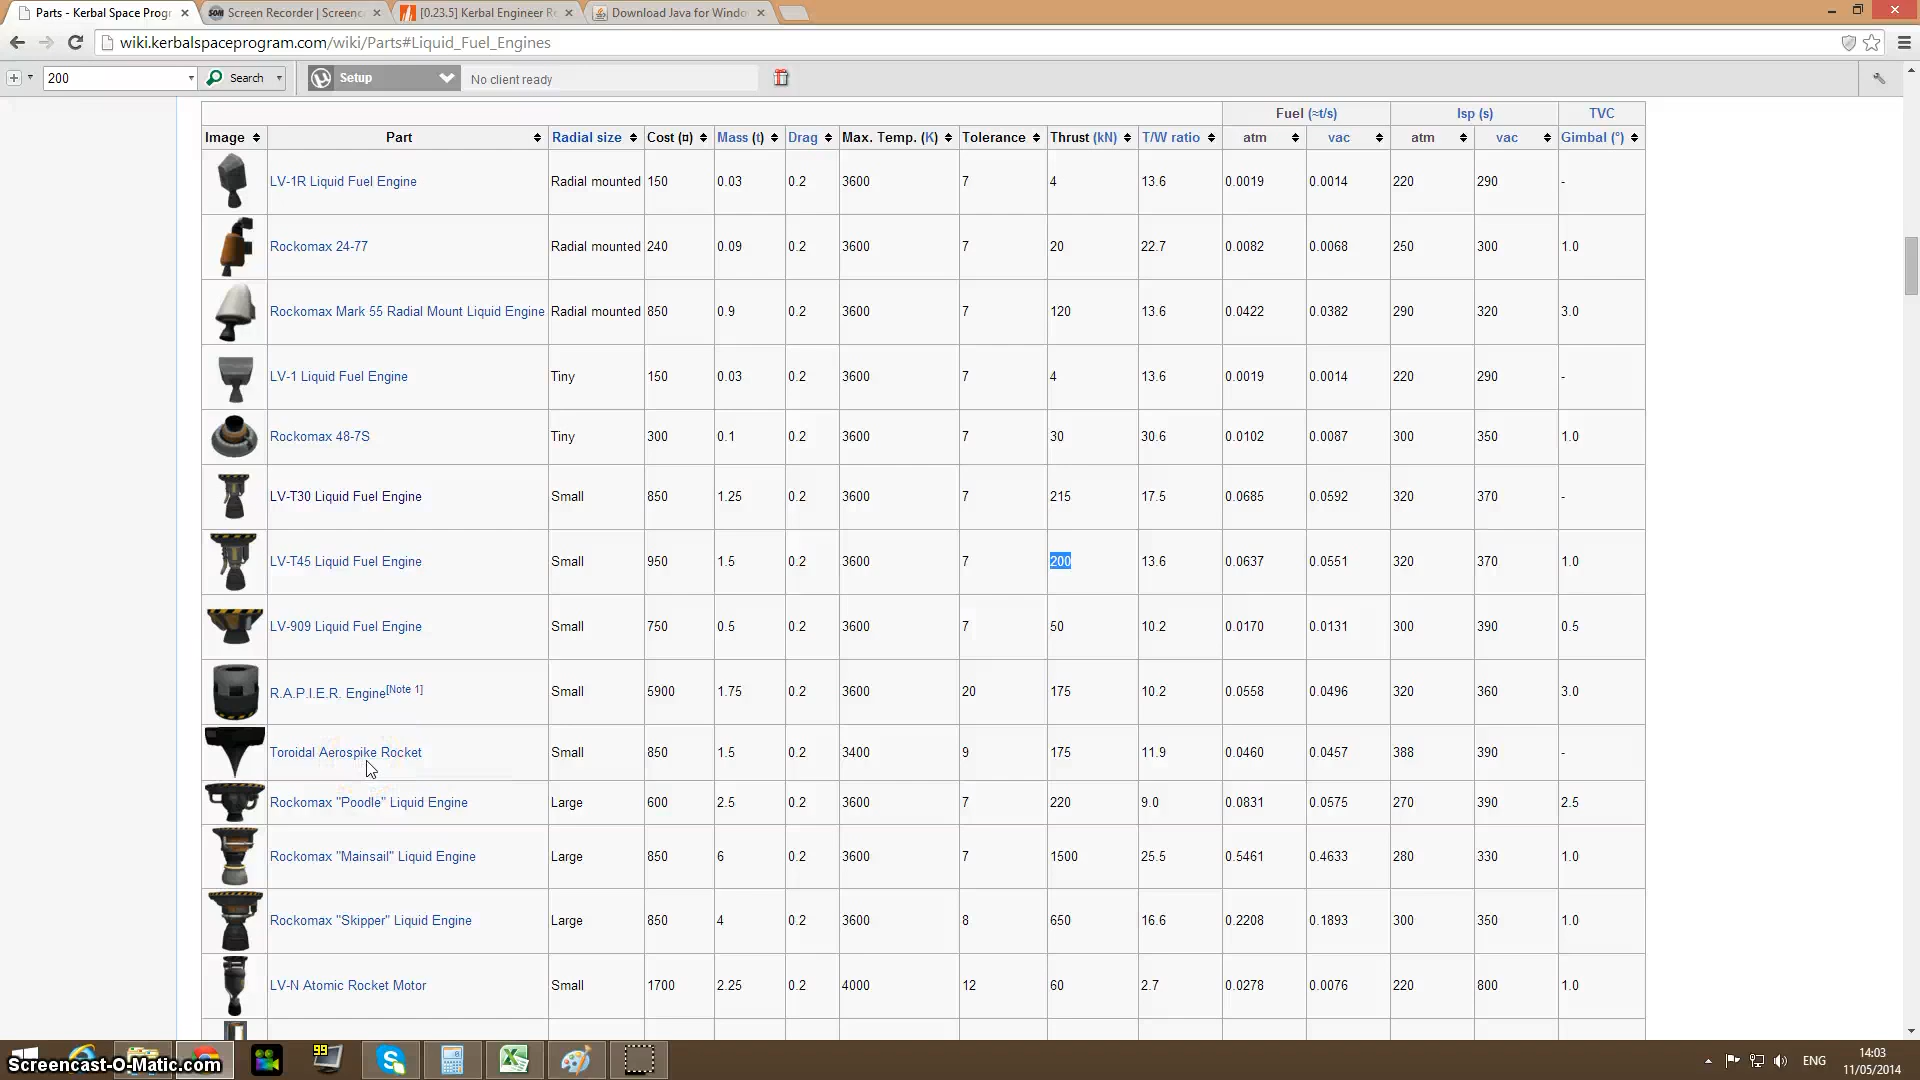 Parts - Kerbal Space Progr
Screen Recorder | Screenc
[0.23.5] Kerbal Engineer Re
Download Java for Windo
wiki.kerbalspaceprogram.com/wiki/Parts#Liquid_Fuel_Engines
200 Search Setup No client ready
Fuel (≈t/s) Isp (s) TVC
Image Part Radial size Cost (¤) Mass (t) Drag Max. Temp. (K) Tolerance Thrust (kN) T/W ratio atm vac atm vac Gimbal (°)
LV-1R Liquid Fuel Engine Radial mounted 150 0.03 0.2 3600 7 4 13.6 0.0019 0.0014 220 290 -
Rockomax 24-77 Radial mounted 240 0.09 0.2 3600 7 20 22.7 0.0082 0.0068 250 300 1.0
Rockomax Mark 55 Radial Mount Liquid Engine Radial mounted 850 0.9 0.2 3600 7 120 13.6 0.0422 0.0382 290 320 3.0
LV-1 Liquid Fuel Engine Tiny 150 0.03 0.2 3600 7 4 13.6 0.0019 0.0014 220 290 -
Rockomax 48-7S Tiny 300 0.1 0.2 3600 7 30 30.6 0.0102 0.0087 300 350 1.0
LV-T30 Liquid Fuel Engine Small 850 1.25 0.2 3600 7 215 17.5 0.0685 0.0592 320 370 -
LV-T45 Liquid Fuel Engine Small 950 1.5 0.2 3600 7 200 13.6 0.0637 0.0551 320 370 1.0
LV-909 Liquid Fuel Engine Small 750 0.5 0.2 3600 7 50 10.2 0.0170 0.0131 300 390 0.5
R.A.P.I.E.R. Engine[Note 1] Small 5900 1.75 0.2 3600 20 175 10.2 0.0558 0.0496 320 360 3.0
Toroidal Aerospike Rocket Small 850 1.5 0.2 3400 9 175 11.9 0.0460 0.0457 388 390 -
Rockomax "Poodle" Liquid Engine Large 600 2.5 0.2 3600 7 220 9.0 0.0831 0.0575 270 390 2.5
Rockomax "Mainsail" Liquid Engine Large 850 6 0.2 3600 7 1500 25.5 0.5461 0.4633 280 330 1.0
Rockomax "Skipper" Liquid Engine Large 850 4 0.2 3600 8 650 16.6 0.2208 0.1893 300 350 1.0
LV-N Atomic Rocket Motor Small 1700 2.25 0.2 4000 12 60 2.7 0.0278 0.0076 220 800 1.0
Screencast-O-Matic.com 99 ENG 14:03
11/05/2014